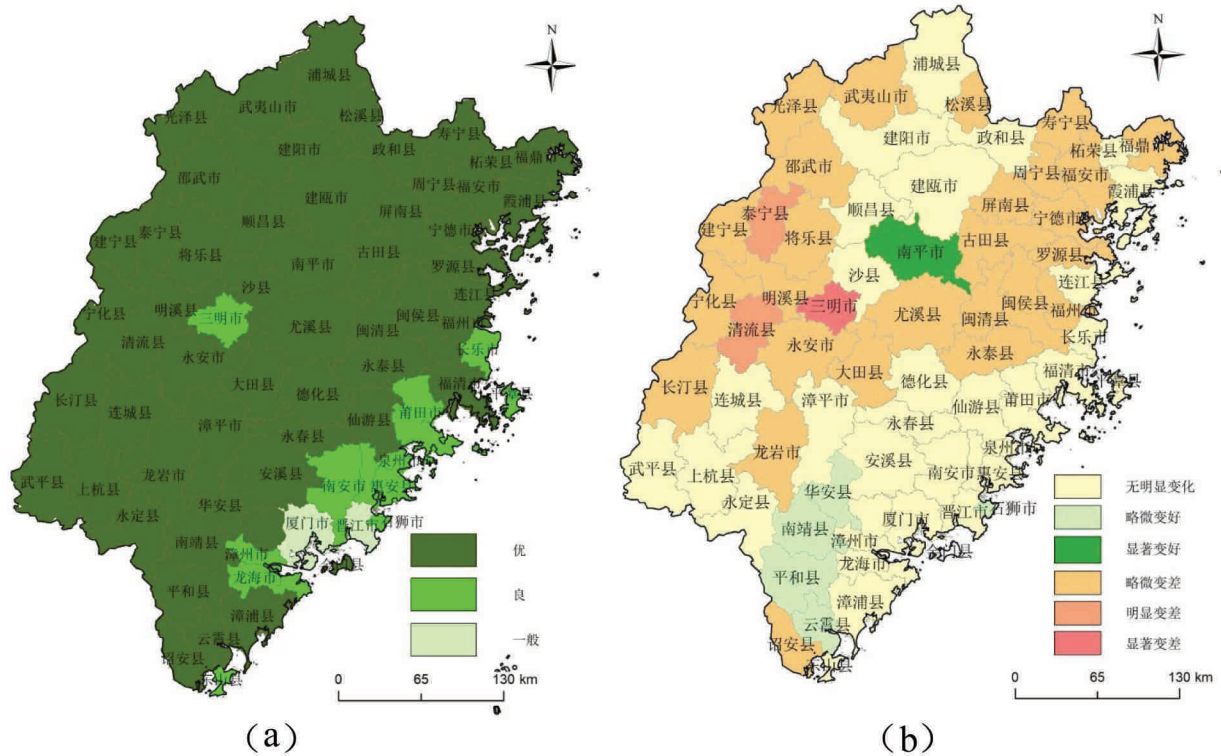 N
浦城县
武夷山市
光泽县
松溪县
寿宁县
建阳市
政和县
柘荣县
福鼎市
邵武市
周宁县
福安市
建瓯市
霞浦县
顺昌县
屏南县
宁德市
泰宁县
建宁县
将乐县
古田县
南平市
罗源县
沙县
连江县
明溪县
宁化县
三明市
尤溪县
闽清县
闽侯县
福州市
清流县
永安市
长乐市
永泰县
大田县
德化县
福清市
长汀县
连城县
仙游县
莆田市
漳平市
永春县
龙岩市
安溪县
泉州市
武平县
上杭县
南安市
惠安县
华安县
永定县
厦门市
晋江市
石狮市
南靖县
漳州市
龙海市
平和县
漳浦县
云霄县
诏安县
东山县
优
良
一般
0 65 130 km
(a)
N
浦城县
武夷山市
光泽县
松溪县
寿宁县
建阳市
政和县
柘荣县
福鼎市
邵武市
周宁县
福安市
建瓯市
霞浦县
泰宁县
顺昌县
屏南县
宁德市
建宁县
将乐县
南平市
古田县
罗源县
沙县
连江县
明溪县
宁化县
三明市
尤溪县
闽侯县
福州市
清流县
闽清县
永安市
长乐市
永泰县
大田县
德化县
福清市
长汀县
连城县
漳平市
仙游县
莆田市
永春县
龙岩市
安溪县
泉州市
武平县
上杭县
南安市
惠安县
永定县
华安县
厦门市
晋江市
石狮市
南靖县
漳州市
龙海市
平和县
漳浦县
云霄县
诏安县
东山县
无明显变化
略微变好
显著变好
略微变差
明显变差
显著变差
0 65 130 km
(b)